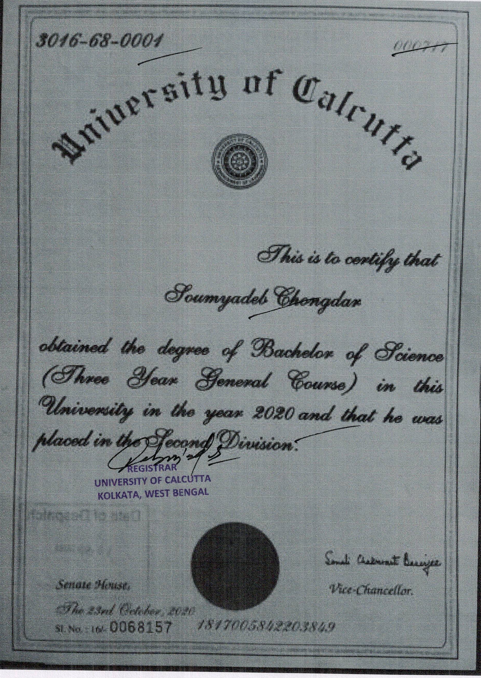 3016-68-0001
000717
University of Calcutta
This is to certify that
Soumyadeb Chongdar
obtained the degree of Bachelor of Science
(Three Year General Course) in this
University in the year 2020 and that he was
placed in the Second Division.
REGISTRAR
UNIVERSITY OF CALCUTTA
KOLKATA, WEST BENGAL
Date of Despatch
Senate House,
The 23rd October, 2020
Vice-Chancellor.
Sl. No. : 16/- 0068157
1817005842203849